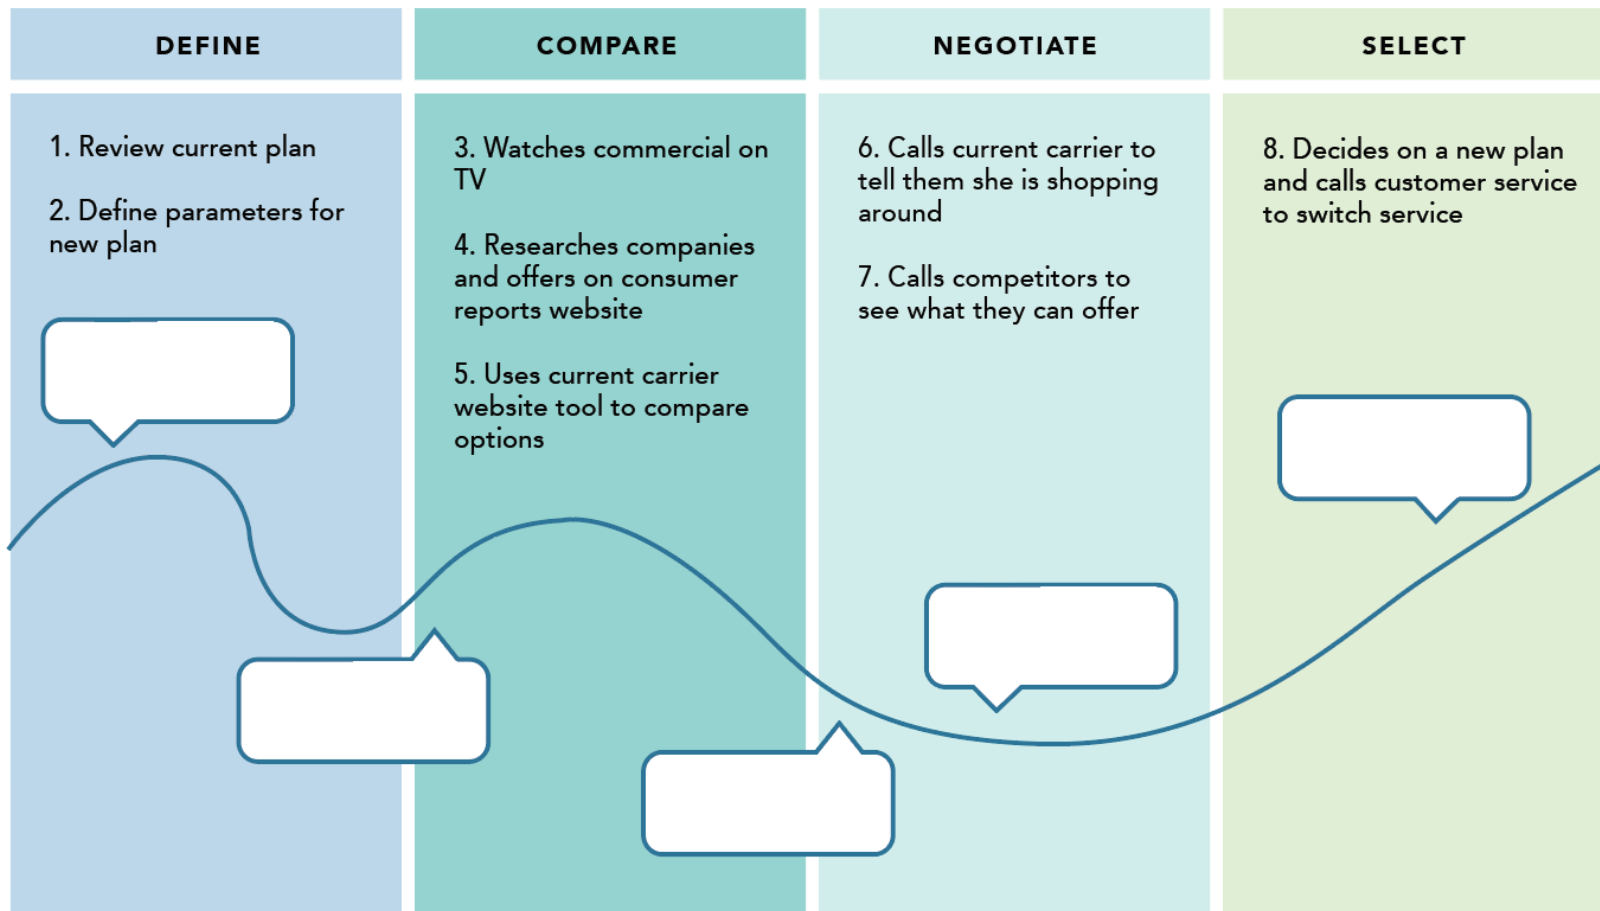 DEFINE
1. Review current plan
2. Define parameters for
new plan
COMPARE
3. Watches commercial on
TV
4. Researches companies
and offers on consumer
reports website
5. Uses current carrier
website tool to compare
options
NEGOTIATE
6. Calls current carrier to
tell them she is shopping
around
7. Calls competitors to
see what they can offer
SELECT
8. Decides on a new plan
and calls customer service
to switch service